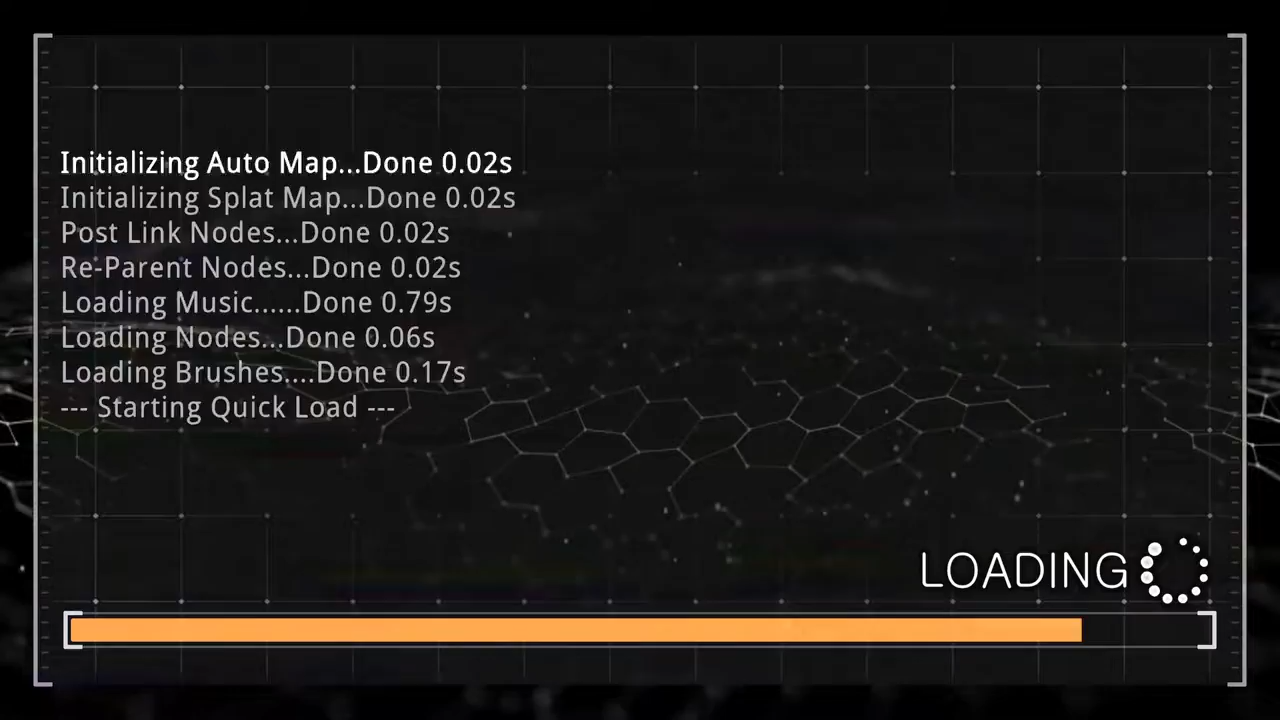 Initializing Auto Map...Done 0.02s
Initializing Splat Map...Done 0.02s
Post Link Nodes...Done 0.02s
Re-Parent Nodes...Done 0.02s
Loading Music......Done 0.79s
Loading Nodes...Done 0.06s
Loading Brushes....Done 0.17s
--- Starting Quick Load ---
LOADING